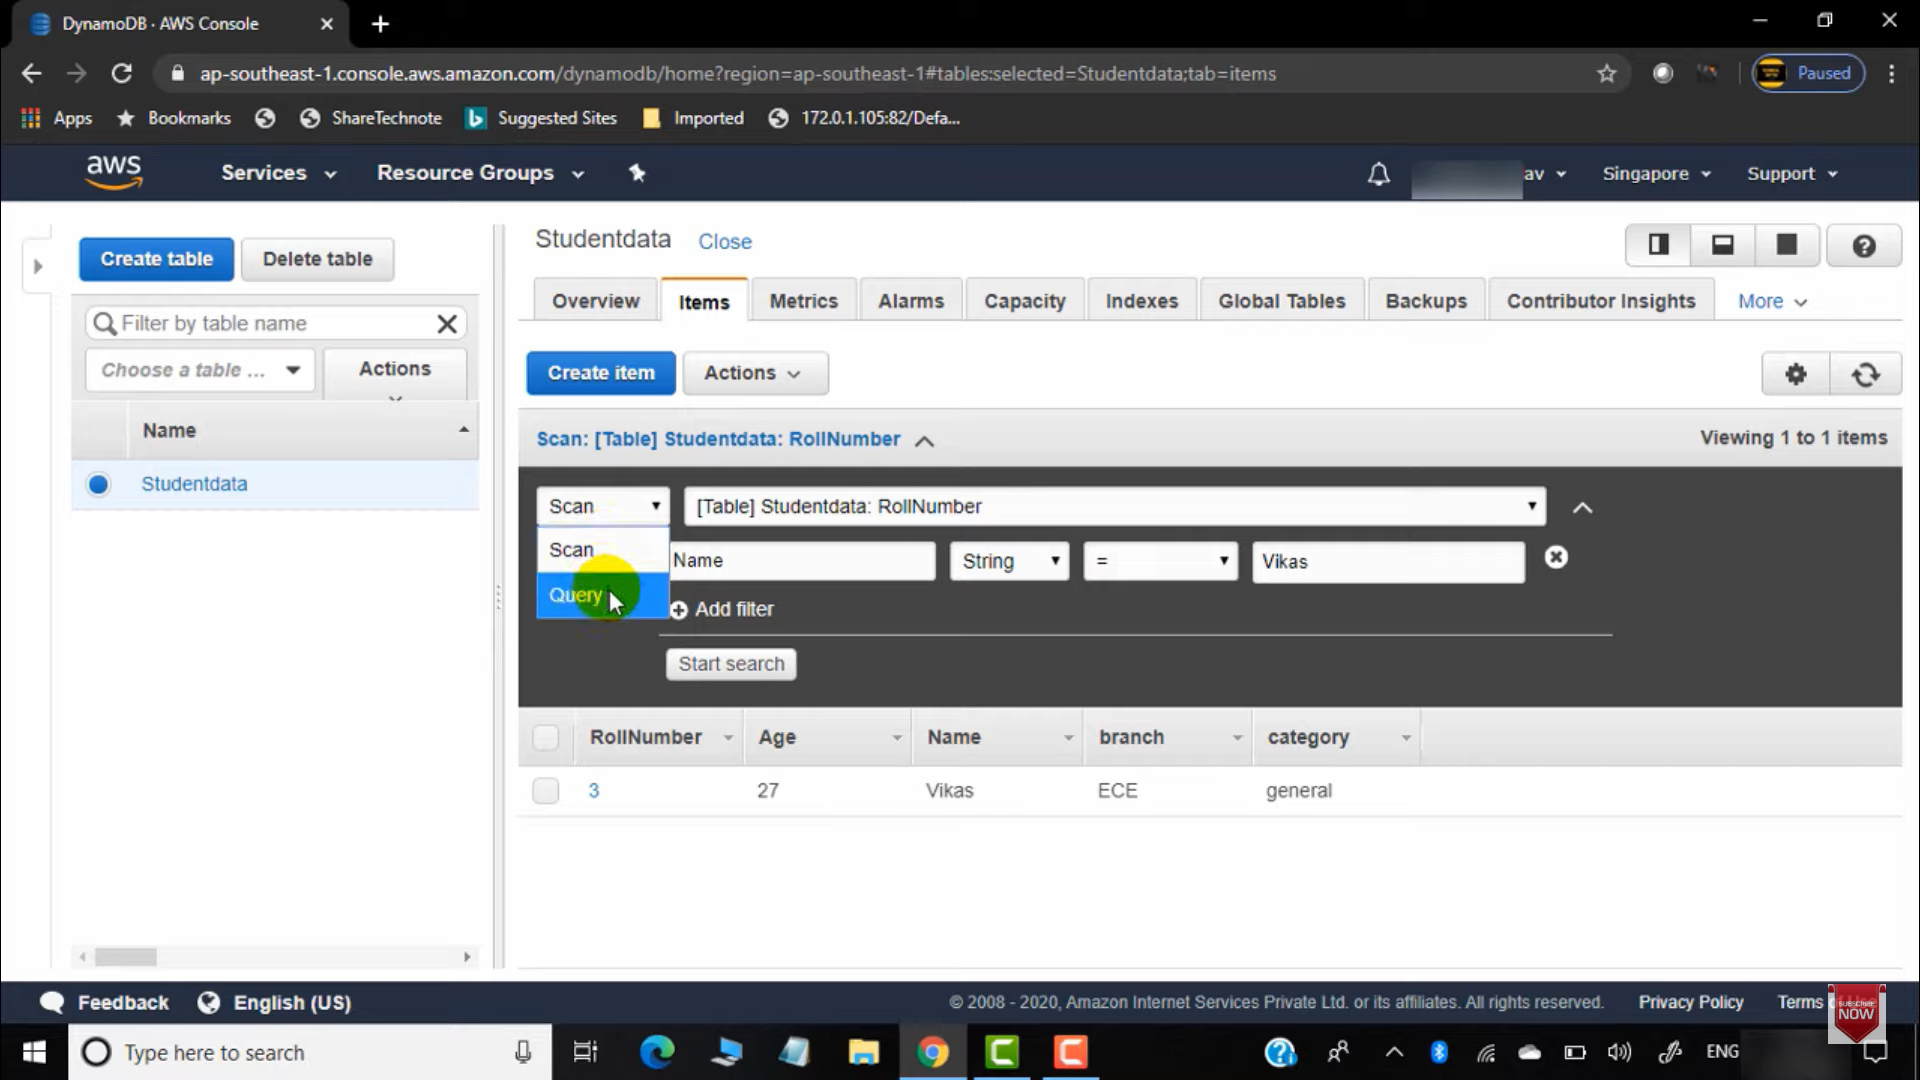 DynamoDB · AWS Console
ap-southeast-1.console.aws.amazon.com/dynamodb/home?region=ap-southeast-1#tables:selected=Studentdata;tab=items
Paused
Apps Bookmarks ShareTechnote Suggested Sites Imported 172.0.1.105:82/Defa...
aws Services Resource Groups av Singapore Support
Create table Delete table
Studentdata Close
Filter by table name
Overview Items Metrics Alarms Capacity Indexes Global Tables Backups Contributor Insights More
Choose a table ... Actions
Create item Actions
Name
Scan: [Table] Studentdata: RollNumber Viewing 1 to 1 items
Studentdata
Scan [Table] Studentdata: RollNumber
Scan Name String = Vikas
Query Add filter
Start search
RollNumber Age Name branch category
3 27 Vikas ECE general
Feedback English (US) © 2008 - 2020, Amazon Internet Services Private Ltd. or its affiliates. All rights reserved. Privacy Policy Terms
SUBSCRIBE
NOW
Type here to search ENG